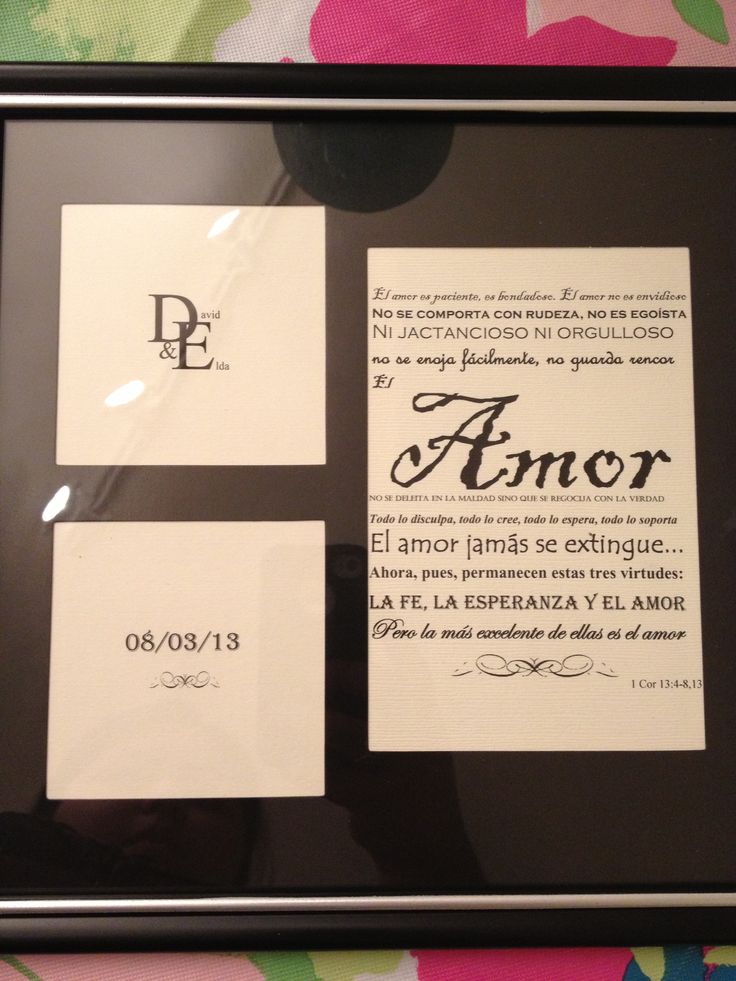 David
& Elda
08/03/13
El amor es paciente, es bondadoso. El amor no es envidioso
NO SE COMPORTA CON RUDEZA, NO ES EGOÍSTA
NI JACTANCIOSO NI ORGULLOSO
no se enoja fácilmente, no guarda rencor
El
Amor
NO SE DELEITA EN LA MALDAD SINO QUE SE REGOCIJA CON LA VERDAD
Todo lo disculpa, todo lo cree, todo lo espera, todo lo soporta
El amor jamás se extingue...
Ahora, pues, permanecen estas tres virtudes:
LA FE, LA ESPERANZA Y EL AMOR
Pero la más excelente de ellas es el amor
1 Cor 13:4-8,13